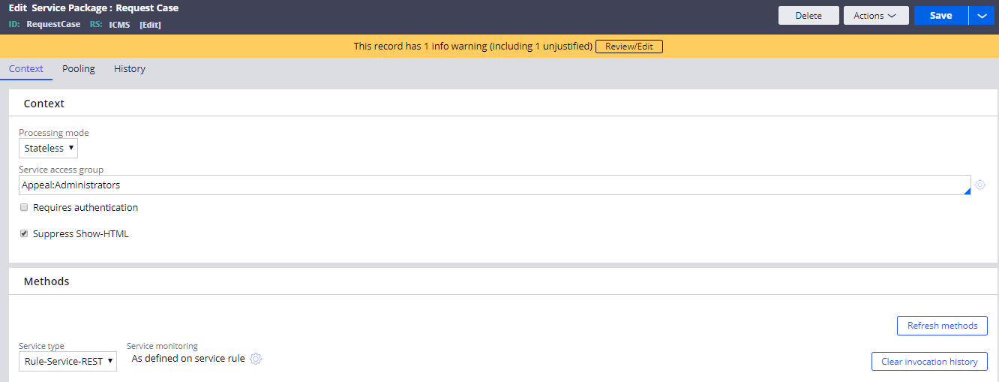 Edit Service Package : Request Case
ID: RequestCase RS: ICMS [Edit]
Delete
Actions
Save
This record has 1 info warning (including 1 unjustified) Review/Edit
Context Pooling History
Context
Processing mode
Stateless
Service access group
Appeal:Administrators
Requires authentication
Suppress Show-HTML
Methods
Refresh methods
Service type
Service monitoring
Rule-Service-REST
As defined on service rule
Clear invocation history